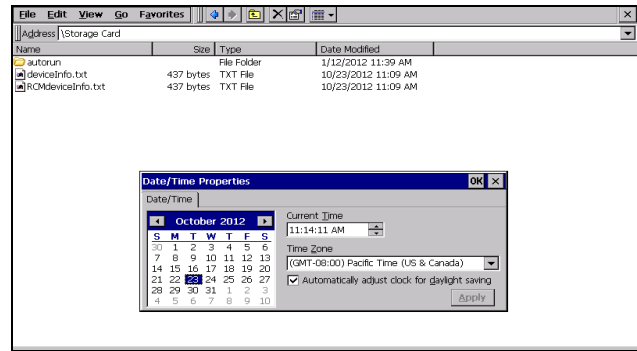 File Edit View Go Favorites
Address \Storage Card
Name Size Type Date Modified
autorun File Folder 1/12/2012 11:39 AM
deviceInfo.txt 437 bytes TXT File 10/23/2012 11:09 AM
RCMdeviceInfo.txt 437 bytes TXT File 10/23/2012 11:09 AM
Date/Time Properties OK
Date/Time
October 2012
S M T W T F S
30 1 2 3 4 5 6
7 8 9 10 11 12 13
14 15 16 17 18 19 20
21 22 23 24 25 26 27
28 29 30 31 1 2 3
4 5 6 7 8 9 10
Current Time
11:14:11 AM
Time Zone
(GMT-08:00) Pacific Time (US & Canada)
Automatically adjust clock for daylight saving
Apply